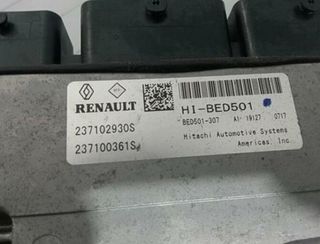 RENAULT
237102930S
237100361S
HI-BED501
BED501-307 A1 19127 0717
Hitachi Automotive Systems
Americas, Inc.